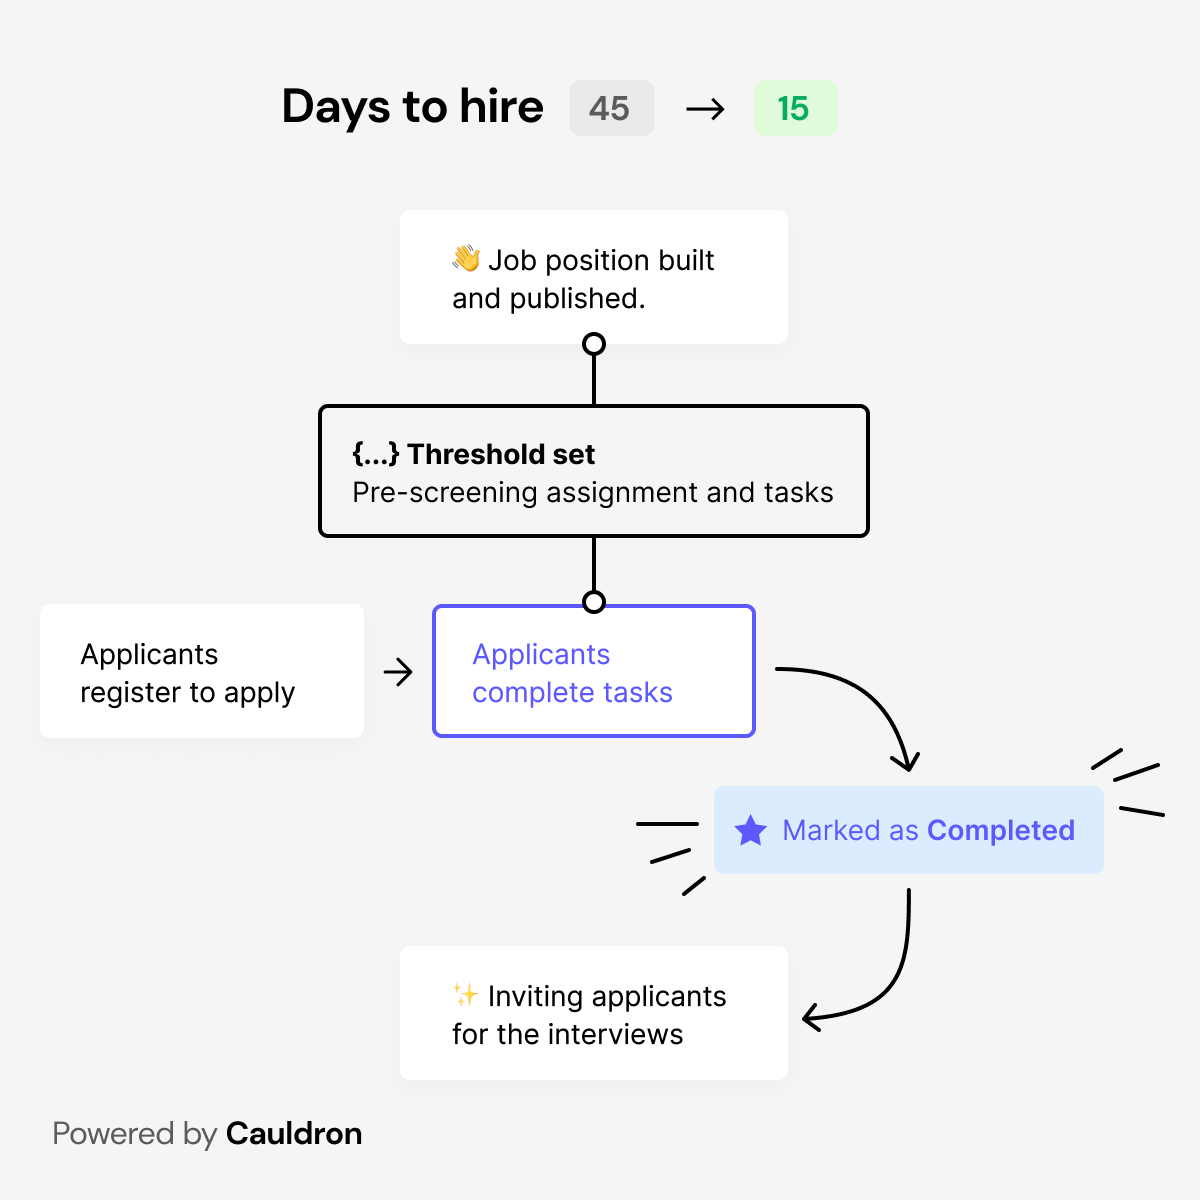 Days to hire 45 → 15
👋 Job position built
and published.
{...} Threshold set
Pre-screening assignment and tasks
Applicants
register to apply
Applicants
complete tasks
Marked as Completed
✨ Inviting applicants
for the interviews
Powered by Cauldron